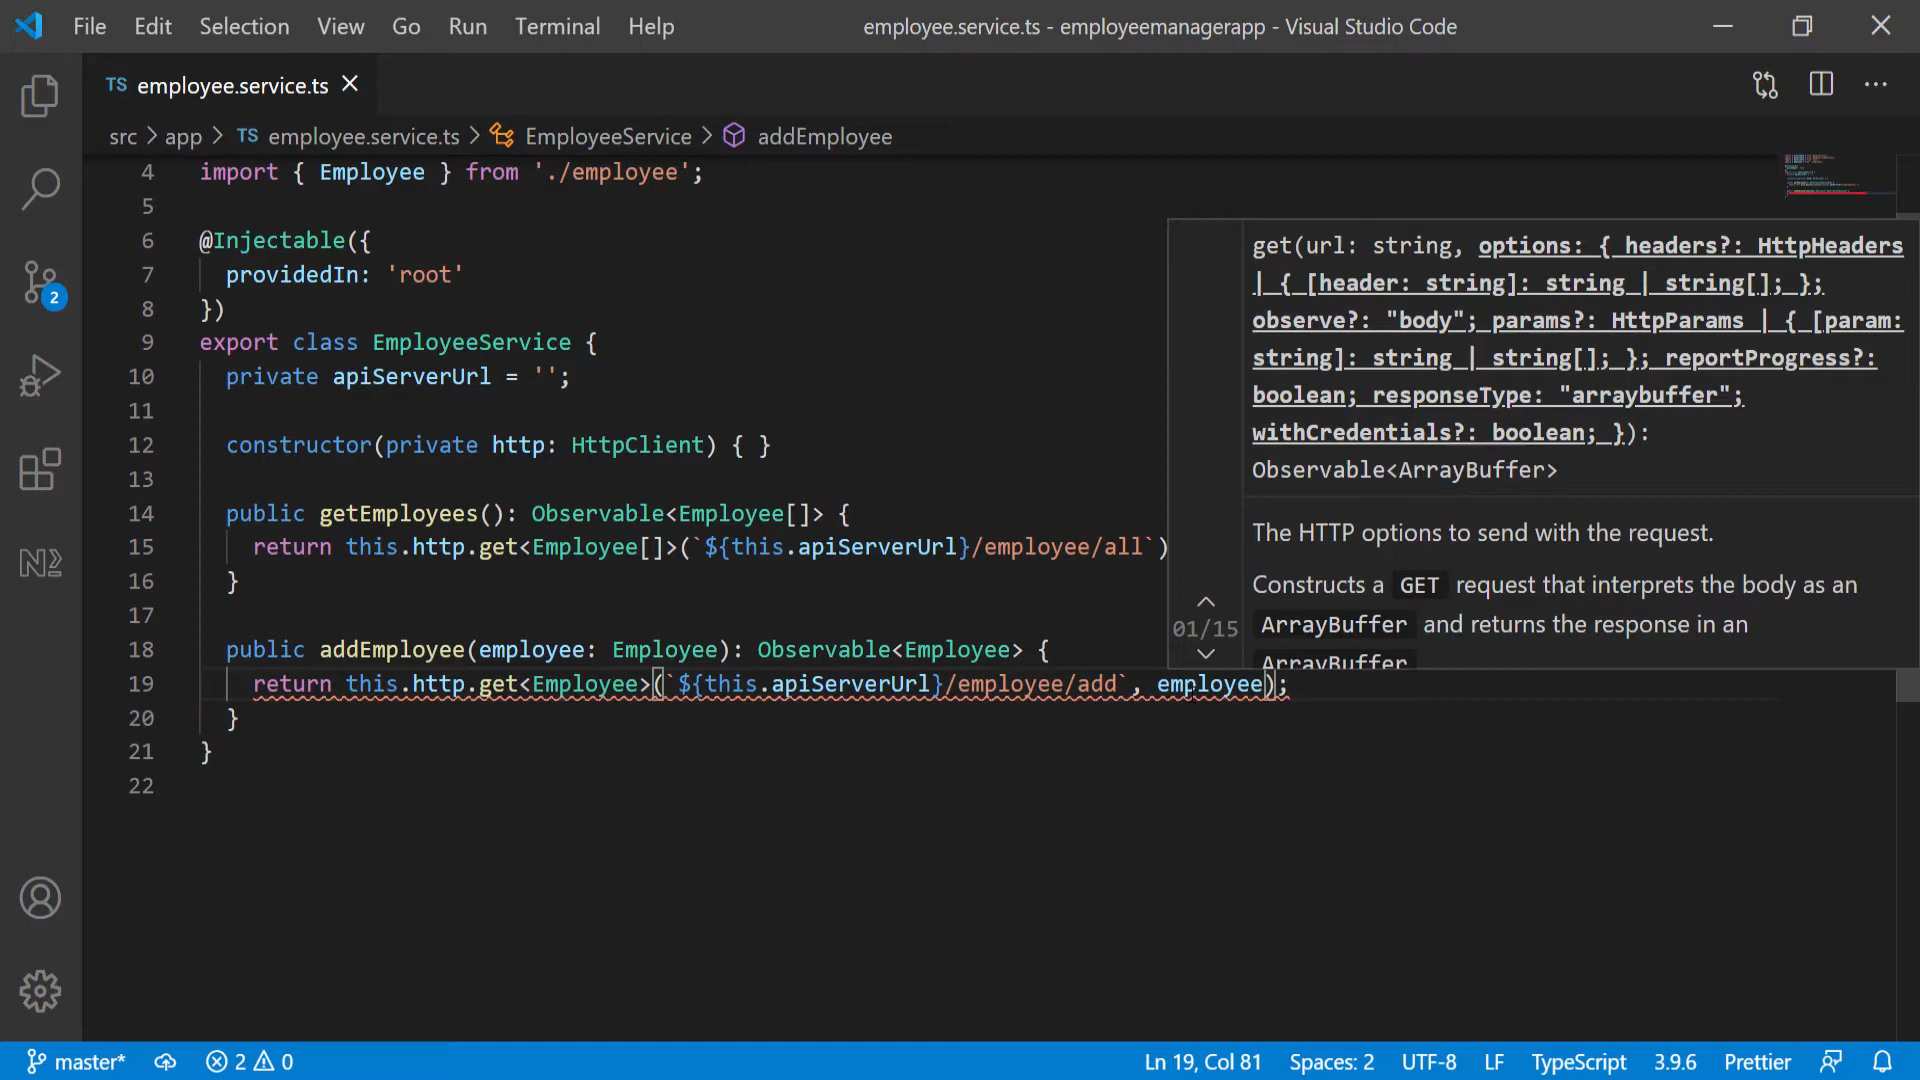 File Edit Selection View Go Run Terminal Help employee.service.ts - employeemanagerapp - Visual Studio Code
TS employee.service.ts
src > app > TS employee.service.ts > EmployeeService > addEmployee
4 import { Employee } from './employee';
5
6 @Injectable({
7 providedIn: 'root'
8 })
9 export class EmployeeService {
10 private apiServerUrl = '';
11
12 constructor(private http: HttpClient) { }
13
14 public getEmployees(): Observable<Employee[]> {
15 return this.http.get<Employee[]>(`${this.apiServerUrl}/employee/all`)
16 }
17
18 public addEmployee(employee: Employee): Observable<Employee> {
19 return this.http.get<Employee>(`${this.apiServerUrl}/employee/add`, employee);
20 }
21 }
22
get(url: string, options: { headers?: HttpHeaders
| { [header: string]: string | string[]; };
observe?: "body"; params?: HttpParams | { [param:
string]: string | string[]; }; reportProgress?:
boolean; responseType: "arraybuffer";
withCredentials?: boolean; }):
Observable<ArrayBuffer>
The HTTP options to send with the request.
Constructs a GET request that interprets the body as an
ArrayBuffer and returns the response in an
ArrayBuffer
01/15
2
N
master* 2 0 Ln 19, Col 81 Spaces: 2 UTF-8 LF TypeScript 3.9.6 Prettier